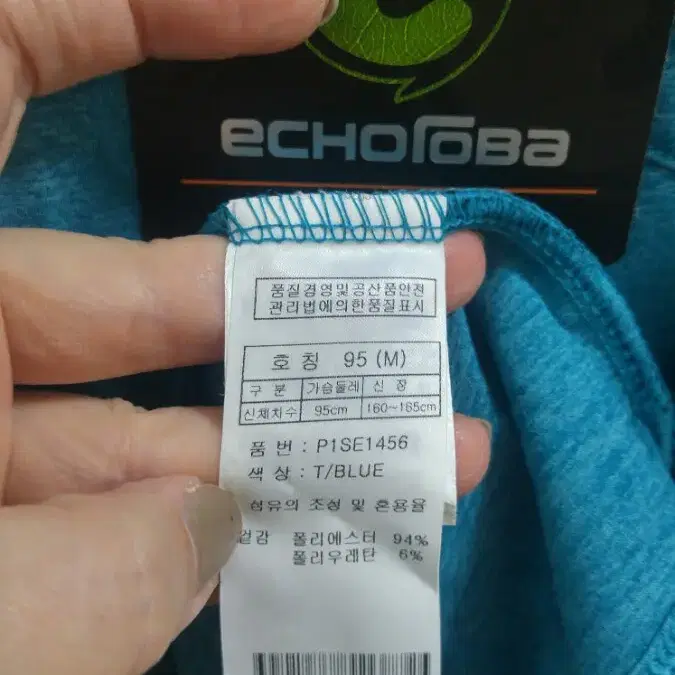 ecHoroBa
품질경영및공산품안전
관리법에의한품질표시
호 칭 95 (M)
구 분 가슴둘레 신 장
신체치수 95cm 160~165cm
품 번 : P1SE1456
색 상 : T/BLUE
섬유의 조성 및 혼용율
겉감 폴리에스터 94%
폴리우레탄 6%